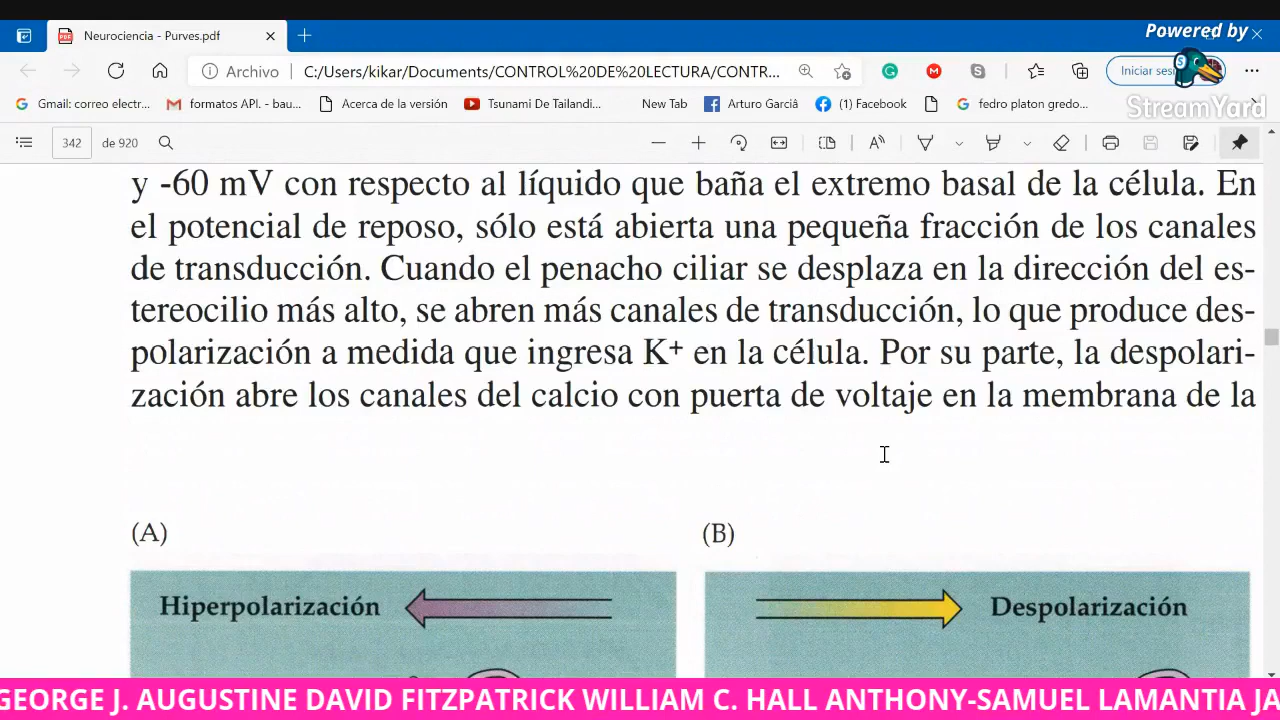 Powered by
Neurociencia - Purves.pdf
Archivo
C:/Users/kikar/Documents/CONTROL%20DE%20LECTURA/CONTR...
Iniciar sesi
StreamYard
Gmail: correo electr...
formatos API. - bau...
Acerca de la versión
Tsunami De Tailandi...
New Tab
Arturo Garciâ
(1) Facebook
fedro platon gredo...
342
de 920
y -60 mV con respecto al líquido que baña el extremo basal de la célula. En
el potencial de reposo, sólo está abierta una pequeña fracción de los canales
de transducción. Cuando el penacho ciliar se desplaza en la dirección del es-
tereocilio más alto, se abren más canales de transducción, lo que produce des-
polarización a medida que ingresa K⁺ en la célula. Por su parte, la despolari-
zación abre los canales del calcio con puerta de voltaje en la membrana de la
(A)
(B)
Hiperpolarización
Despolarización
GEORGE J. AUGUSTINE DAVID FITZPATRICK WILLIAM C. HALL ANTHONY-SAMUEL LAMANTIA JA